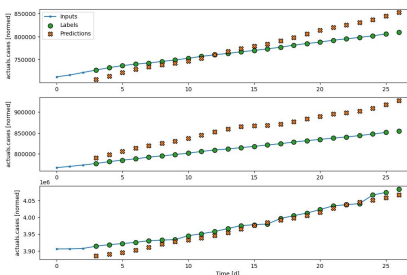 850000
800000
750000
actuals.cases [normed]
Inputs
Labels
Predictions
0 5 10 15 20 25
900000
850000
800000
actuals.cases [normed]
0 5 10 15 20 25
1e6
4.05
4.00
3.95
3.90
actuals.cases [normed]
0 5 10 15 20 25
Time [d]